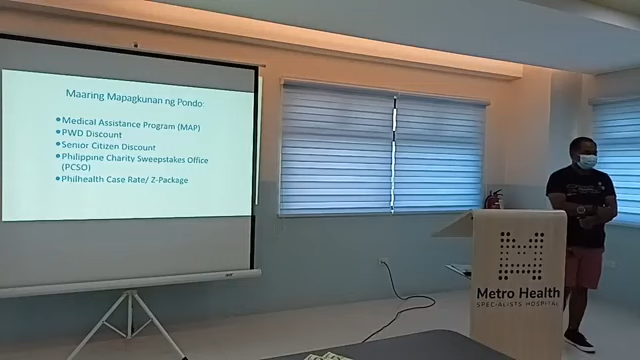 Maaring Mapagkunan ng Pondo:
•Medical Assistance Program (MAP)
•PWD Discount
•Senior Citizen Discount
•Philippine Charity Sweepstakes Office
(PCSO)
•Philhealth Case Rate/ Z-Package
Metro Health
SPECIALISTS HOSPITAL